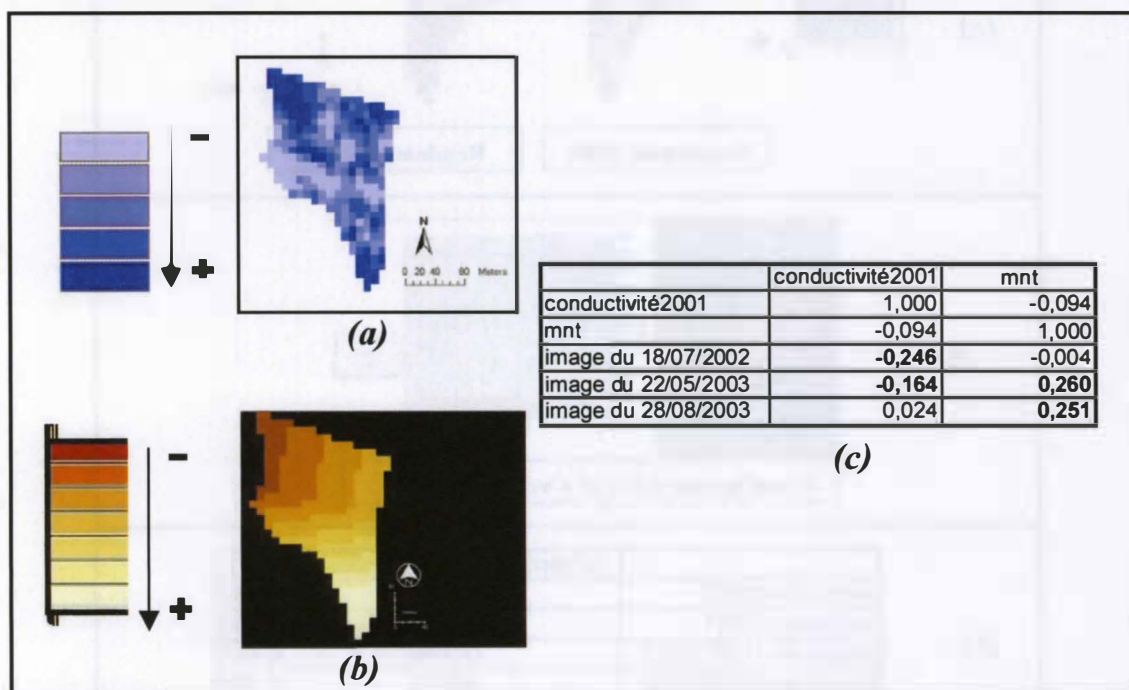 -
+
N
0 20 40 80 Meters
(a)
conductivité2001 mnt
conductivité2001 1,000 -0,094
mnt -0,094 1,000
image du 18/07/2002 -0,246 -0,004
image du 22/05/2003 -0,164 0,260
image du 28/08/2003 0,024 0,251
(c)
-
+
(b)